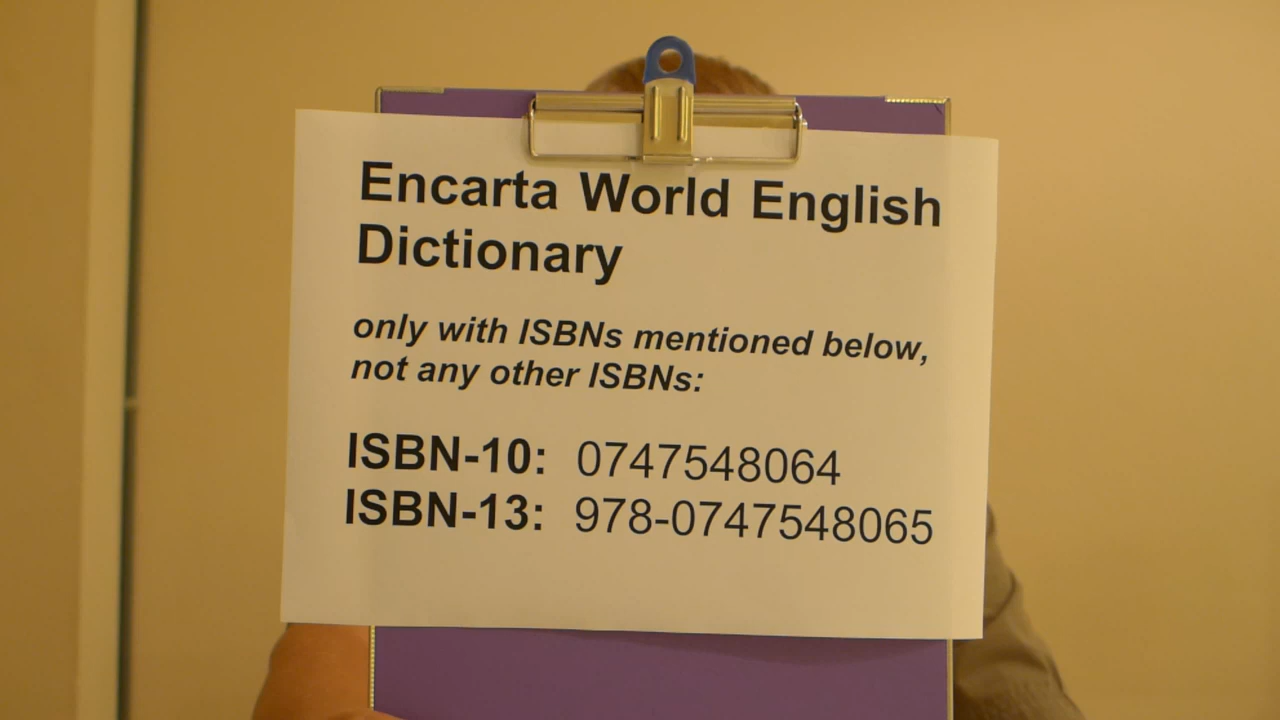 Encarta World English
Dictionary
only with ISBNs mentioned below,
not any other ISBNs:
ISBN-10: 0747548064
ISBN-13: 978-0747548065